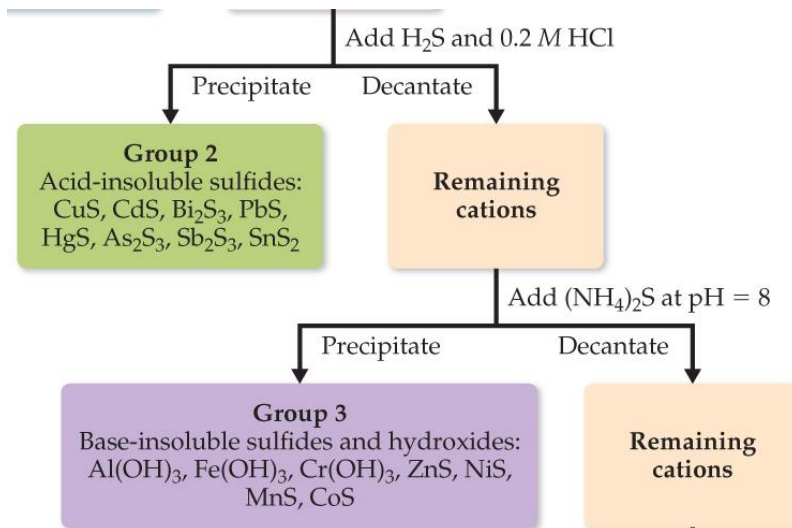 Add H₂S and 0.2 M HCl
Precipitate
Decantate
Group 2
Acid-insoluble sulfides:
CuS, CdS, Bi₂S₃, PbS,
HgS, As₂S₃, Sb₂S₃, SnS₂
Remaining
cations
Add (NH₄)₂S at pH = 8
Precipitate
Decantate
Group 3
Base-insoluble sulfides and hydroxides:
Al(OH)₃, Fe(OH)₃, Cr(OH)₃, ZnS, NiS,
MnS, CoS
Remaining
cations